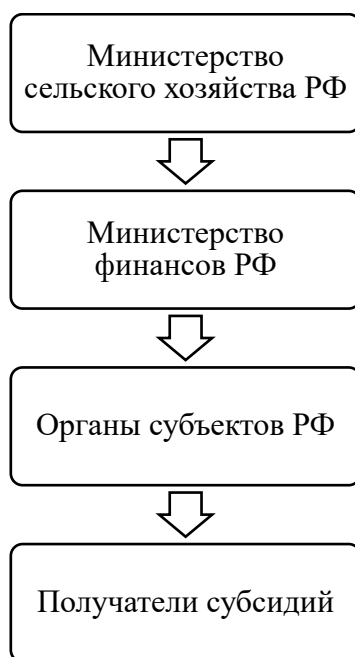 Министерство
сельского хозяйства РФ
Министерство
финансов РФ
Органы субъектов РФ
Получатели субсидий